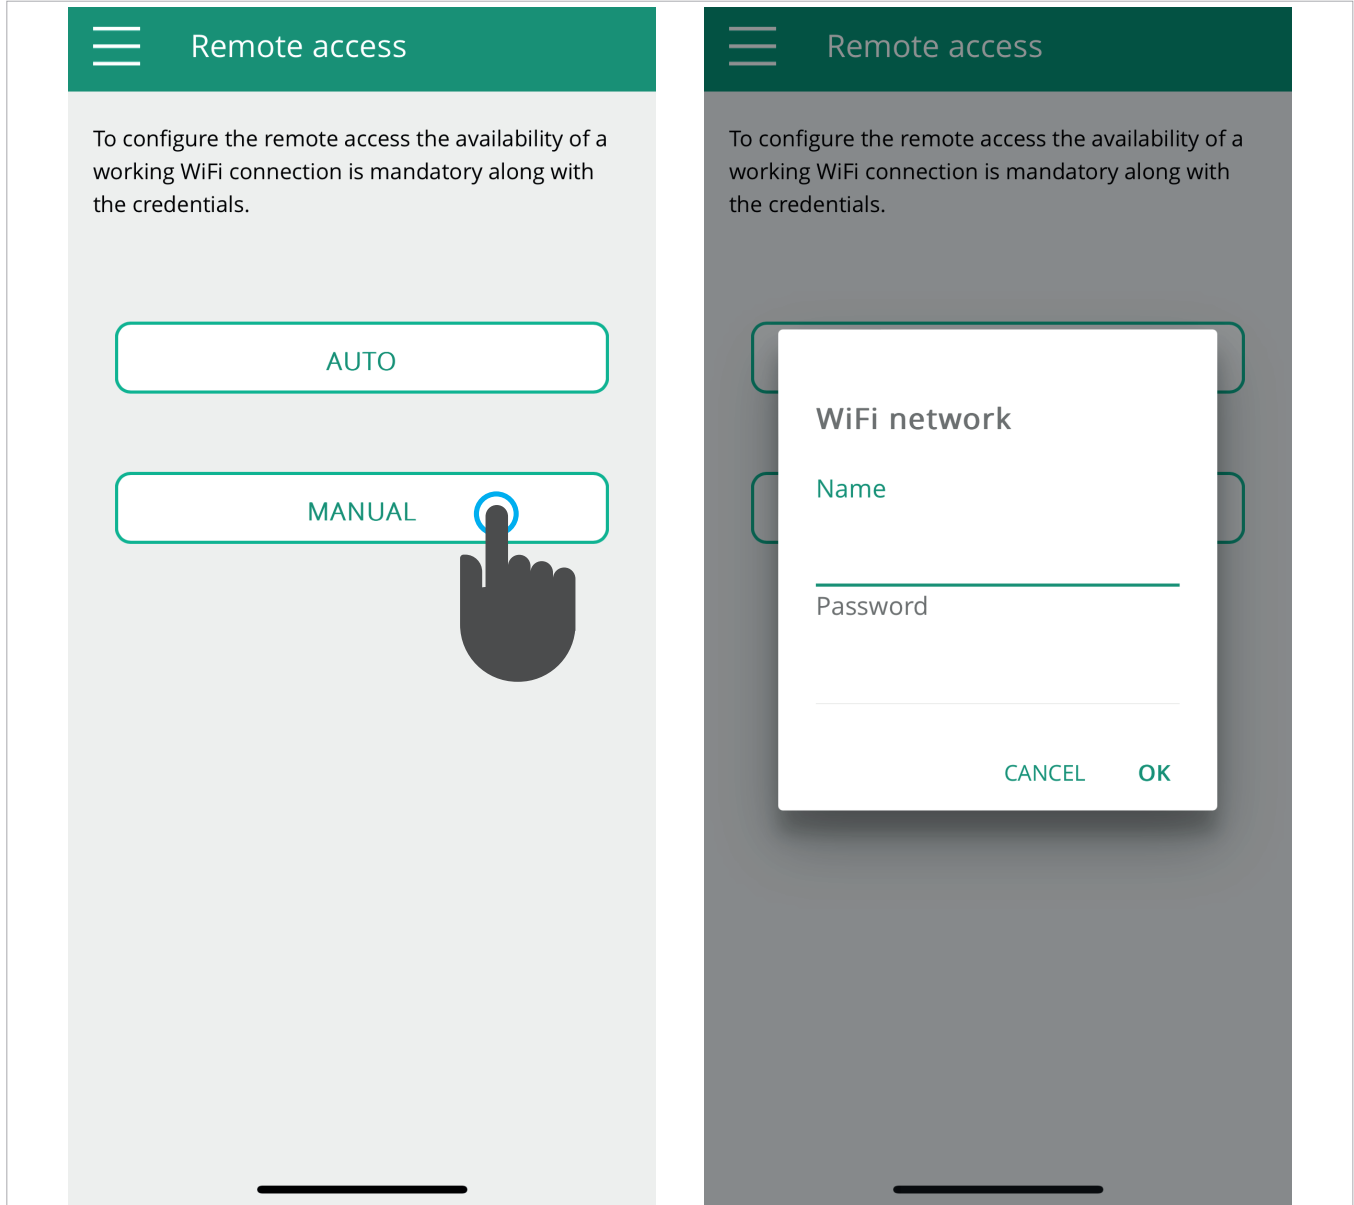 Remote access
To configure the remote access the availability of a
working WiFi connection is mandatory along with
the credentials.
AUTO
MANUAL
Remote access
To configure the remote access the availability of a
working WiFi connection is mandatory along with
the credentials.
WiFi network
Name
Password
CANCEL OK